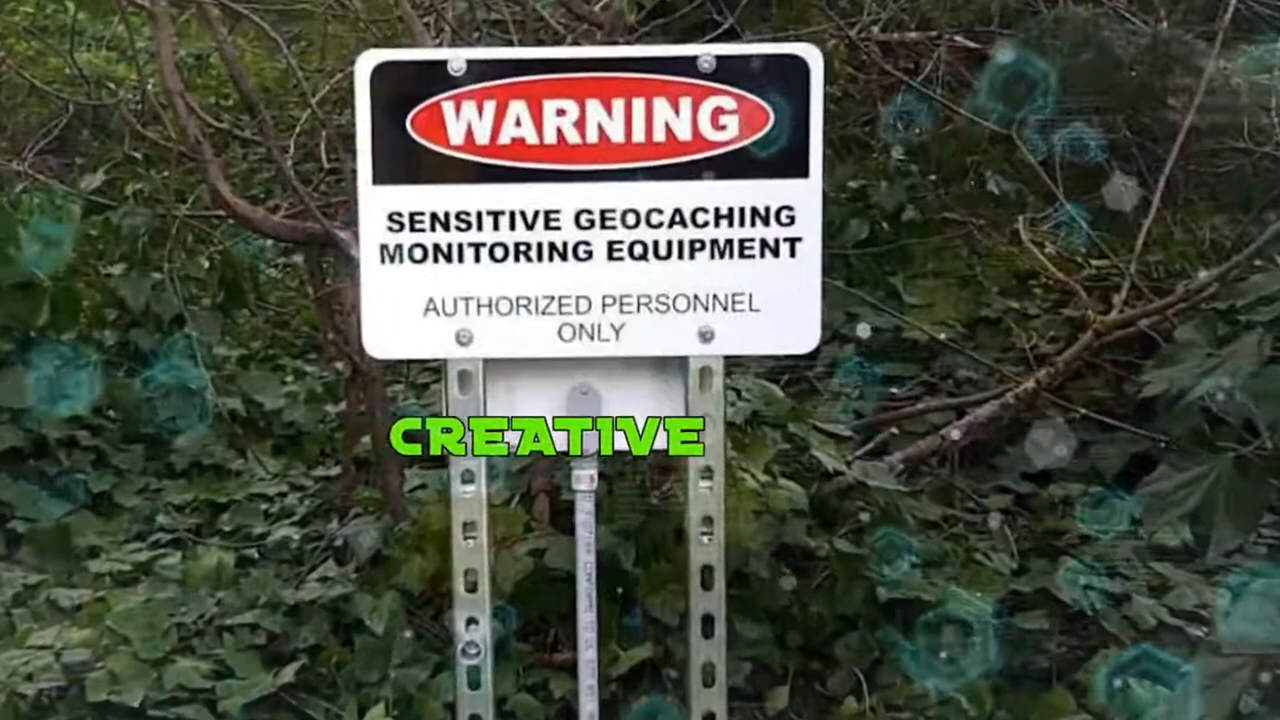 WARNING
SENSITIVE GEOCACHING
MONITORING EQUIPMENT
AUTHORIZED PERSONNEL
ONLY
CREATIVE